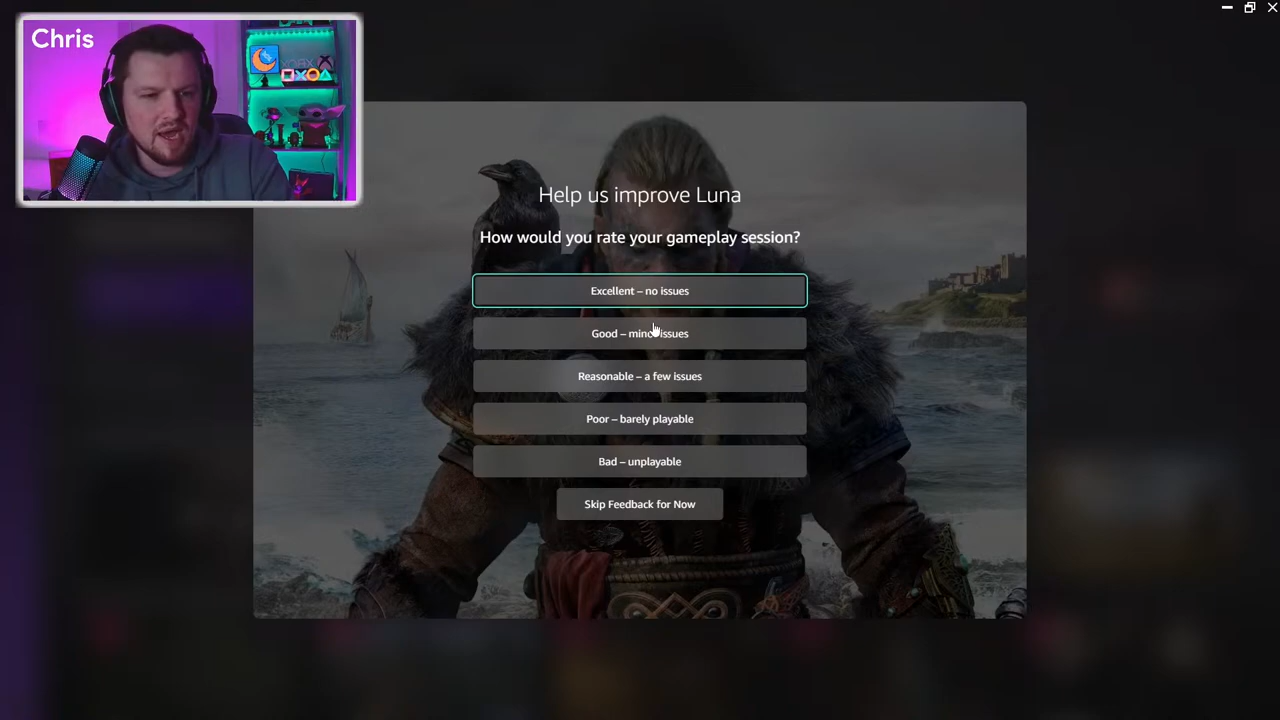 Chris
Help us improve Luna
How would you rate your gameplay session?
Excellent – no issues
Good – minor issues
Reasonable – a few issues
Poor – barely playable
Bad – unplayable
Skip Feedback for Now